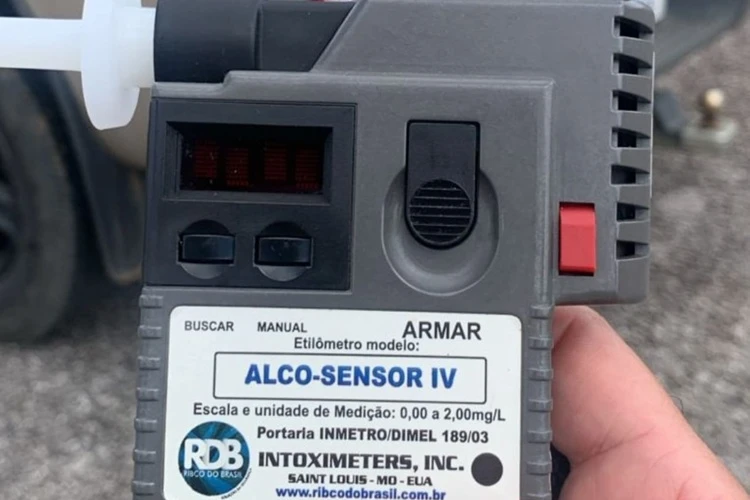 BUSCAR MANUAL ARMAR
Etilômetro modelo:
ALCO-SENSOR IV
Escala e unidade de Medição: 0,00 a 2,00mg/L
Portaria INMETRO/DIMEL 189/03
RDB
RIBCO DO BRASIL
INTOXIMETERS, INC.
SAINT LOUIS - MO - EUA
www.ribcodobrasil.com.br